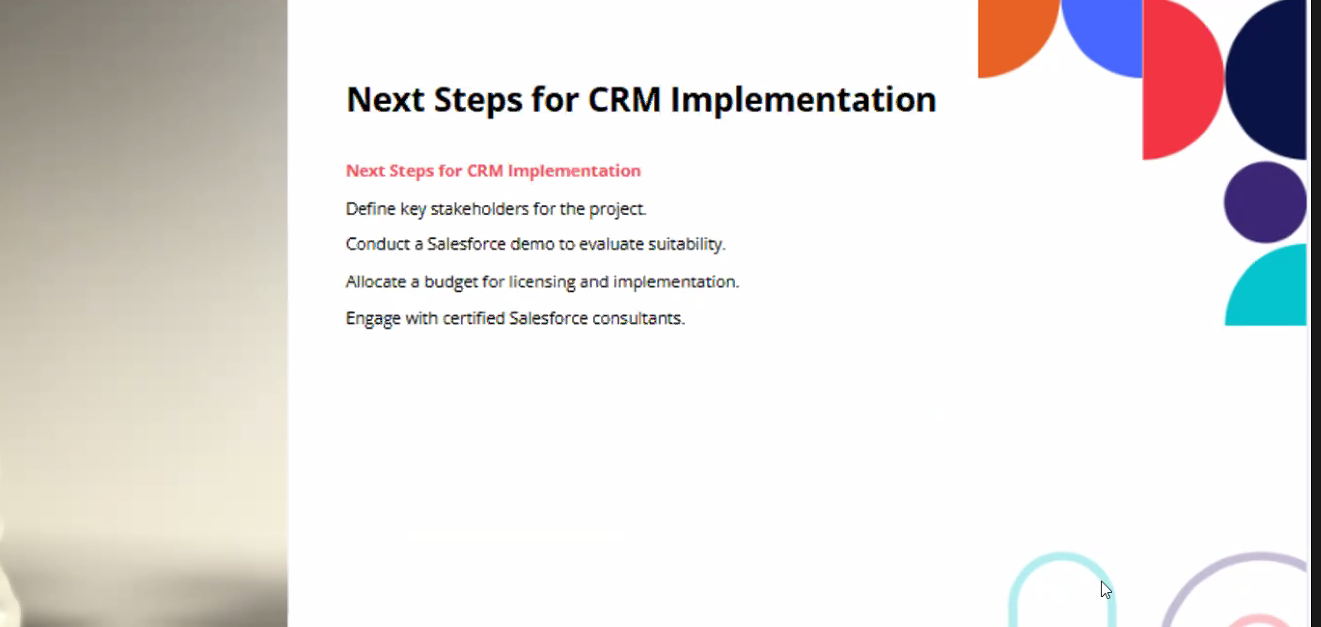 Next Steps for CRM Implementation
Next Steps for CRM Implementation
Define key stakeholders for the project.
Conduct a Salesforce demo to evaluate suitability.
Allocate a budget for licensing and implementation.
Engage with certified Salesforce consultants.